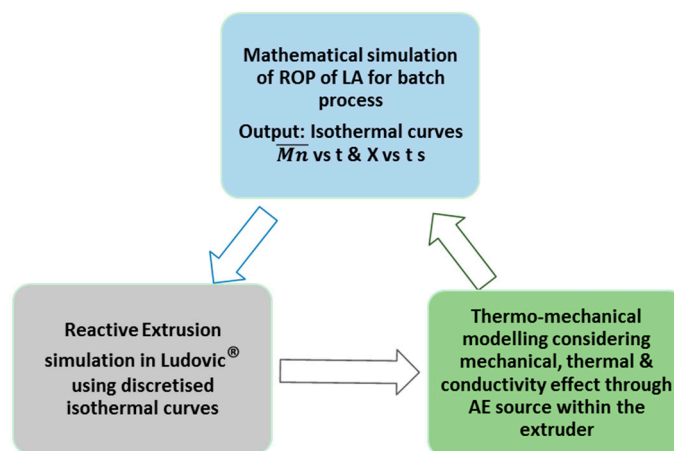 Mathematical simulation
of ROP of LA for batch
process
Output: Isothermal curves
M̅n̅ vs t & X vs t s
Reactive Extrusion
simulation in Ludovic®
using discretised
isothermal curves
Thermo-mechanical
modelling considering
mechanical, thermal &
conductivity effect through
AE source within the
extruder